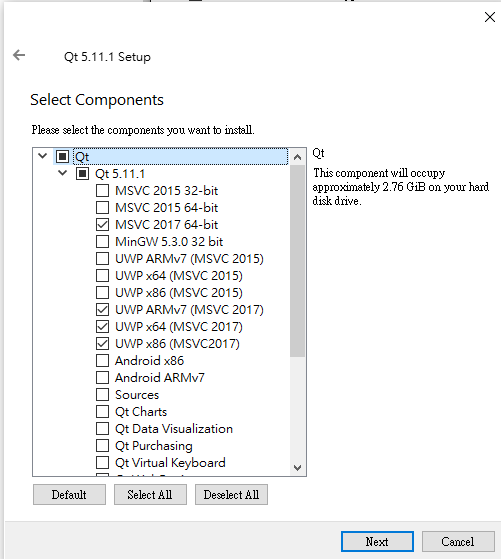 Qt 5.11.1 Setup
Select Components
Please select the components you want to install.
Qt
Qt 5.11.1
MSVC 2015 32-bit
MSVC 2015 64-bit
MSVC 2017 64-bit
MinGW 5.3.0 32 bit
UWP ARMv7 (MSVC 2015)
UWP x64 (MSVC 2015)
UWP x86 (MSVC 2015)
UWP ARMv7 (MSVC 2017)
UWP x64 (MSVC 2017)
UWP x86 (MSVC2017)
Android x86
Android ARMv7
Sources
Qt Charts
Qt Data Visualization
Qt Purchasing
Qt Virtual Keyboard
Qt
This component will occupy
approximately 2.76 GiB on your hard
disk drive.
Default
Select All
Deselect All
Next
Cancel